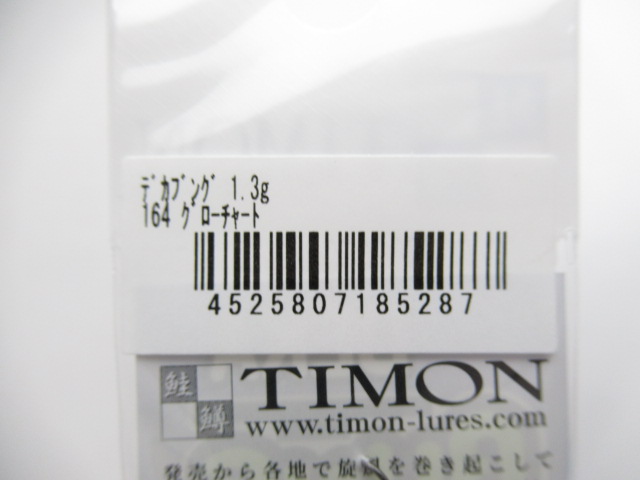 ﾃﾞｶﾌﾞﾝｸﾞ 1.3g
164 ｸﾞﾛｰﾁｬｰﾄ
4525807185287
鮭鱒 TIMON
www.timon-lures.com
発売から各地で旋風を巻き起こして